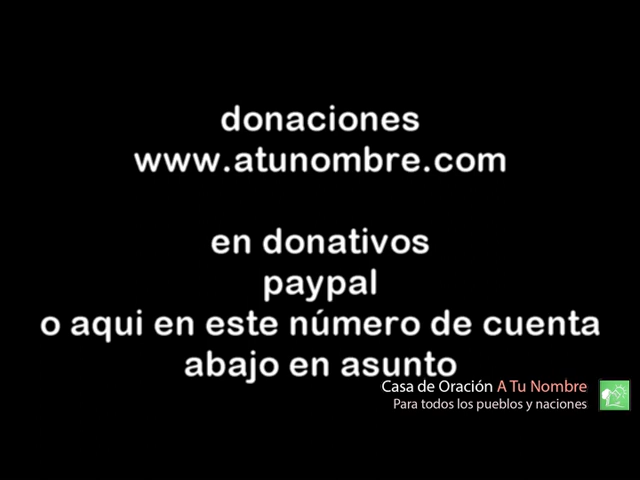 donaciones
www.atunombre.com
en donativos
paypal
o aqui en este número de cuenta
abajo en asunto
Casa de Oración A Tu Nombre
Para todos los pueblos y naciones